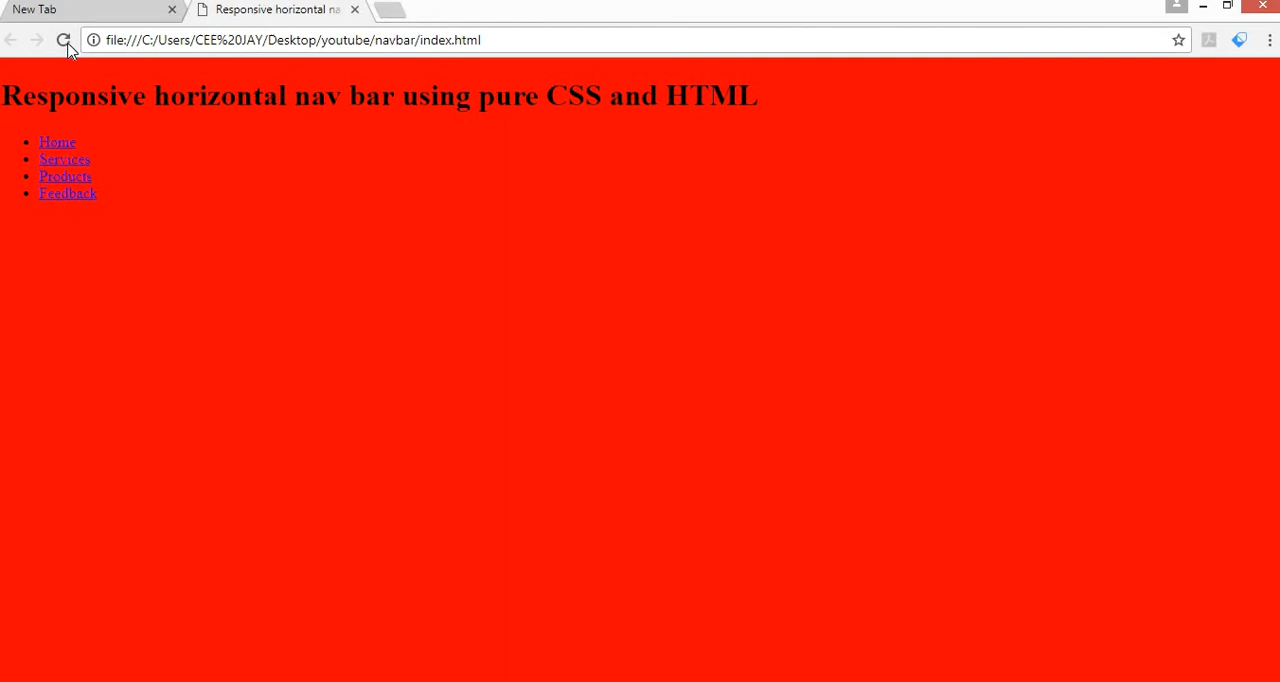 New Tab
Responsive horizontal na
file:///C:/Users/CEE%20JAY/Desktop/youtube/navbar/index.html
Responsive horizontal nav bar using pure CSS and HTML
Home
Services
Products
Feedback